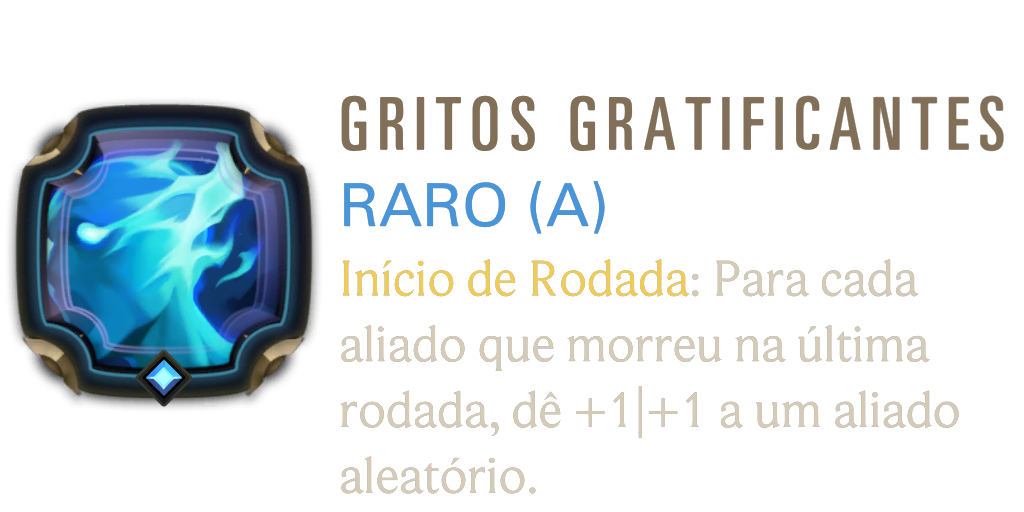 GRITOS GRATIFICANTES
RARO (A)
Início de Rodada: Para cada
aliado que morreu na última
rodada, dê +1|+1 a um aliado
aleatório.